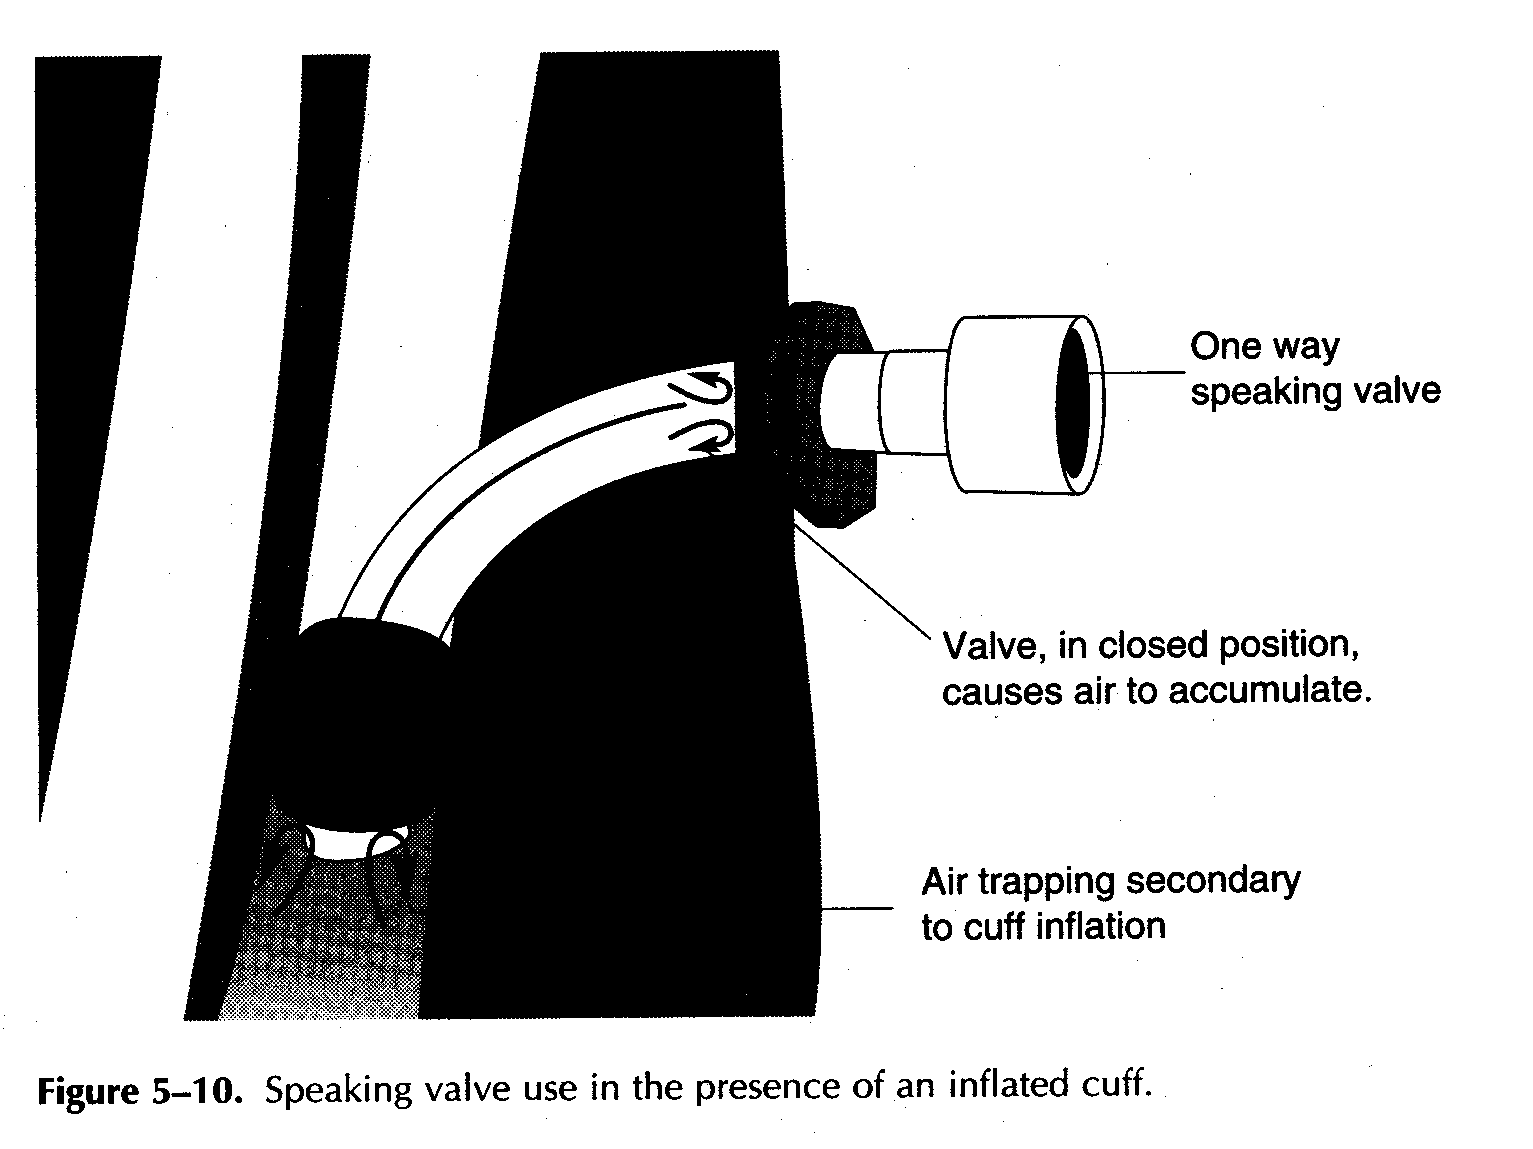 One way
speaking valve
Valve, in closed position,
causes air to accumulate.
Air trapping secondary
to cuff inflation
Figure 5–10. Speaking valve use in the presence of an inflated cuff.